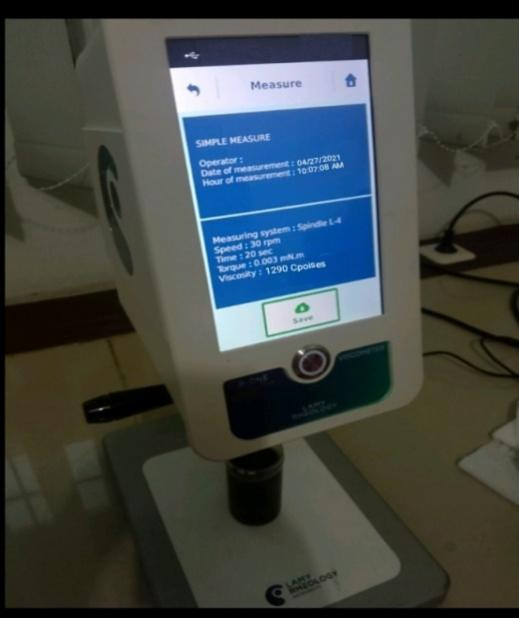 Measure
SIMPLE MEASURE
Operator :
Date of measurement : 04/27/2021
Hour of measurement : 10:07:08 AM
Measuring system : Spindle L-4
Speed : 30 rpm
Time : 20 sec
Torque : 0.003 mN.m
Viscosity : 1290 Cpoises
Save
VISCOMETER
LAMY
RHEOLOGY
LAMY
RHEOLOGY